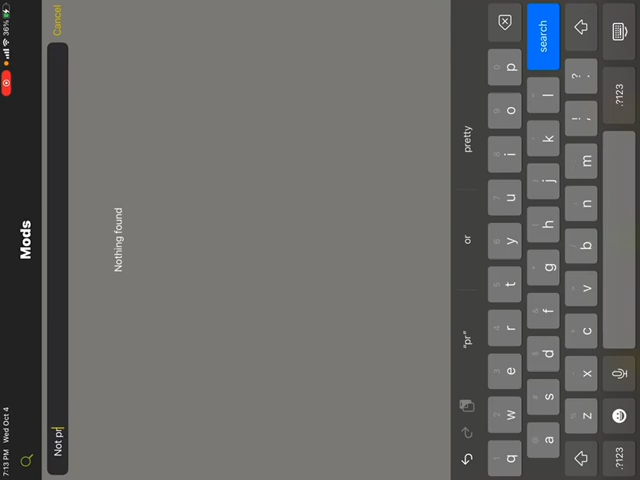 7:13 PM Wed Oct 4
36%
Mods
Not pr
Cancel
Nothing found
"pr"
or
pretty
q w e r t y u i o p
a s d f g h j k l
search
z x c v b n m ! , ? .
.?123
.?123